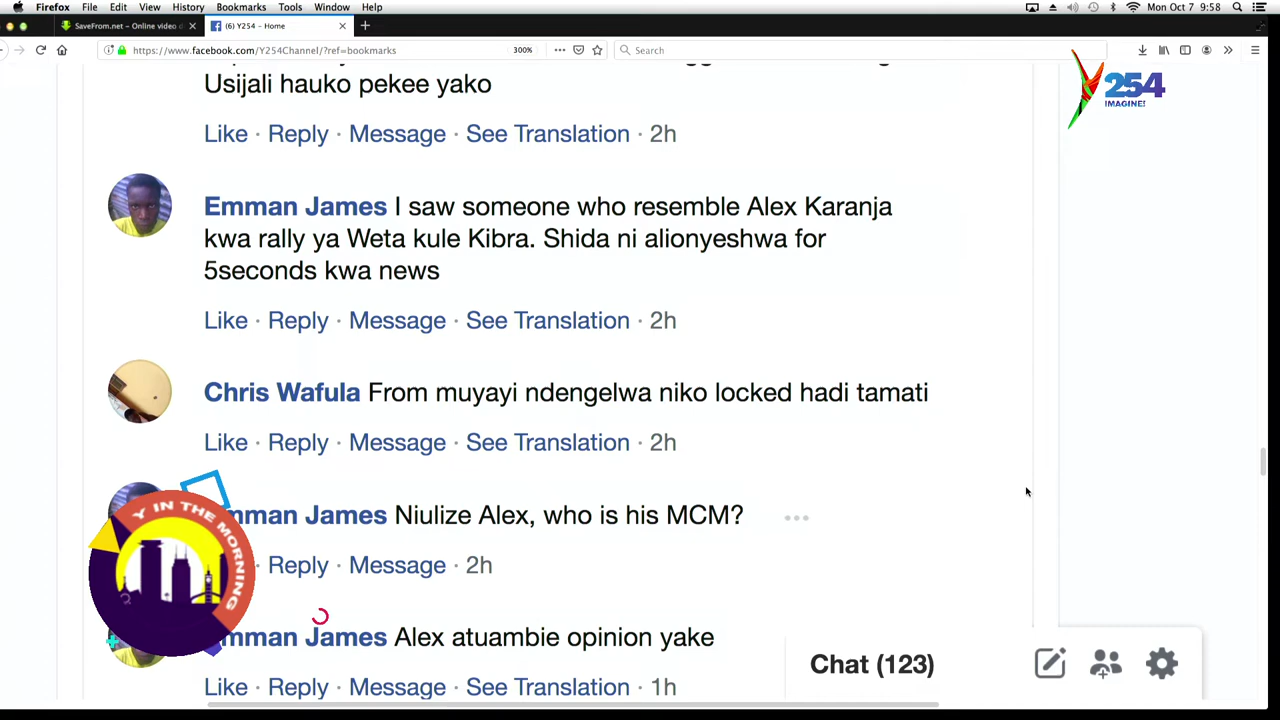 Firefox File Edit View History Bookmarks Tools Window Help Mon Oct 7 9:58
SaveFrom.net – Online video d
(6) Y254 - Home
https://www.facebook.com/Y254Channel/?ref=bookmarks 300% Search
254
IMAGINE!
Usijali hauko pekee yako
Like · Reply · Message · See Translation · 2h
Emman James I saw someone who resemble Alex Karanja
kwa rally ya Weta kule Kibra. Shida ni alionyeshwa for
5seconds kwa news
Like · Reply · Message · See Translation · 2h
Chris Wafula From muyayi ndengelwa niko locked hadi tamati
Like · Reply · Message · See Translation · 2h
mman James Niulize Alex, who is his MCM?
Reply · Message · 2h
Y IN THE MORNING
mman James Alex atuambie opinion yake
Like · Reply · Message · See Translation · 1h
Chat (123)